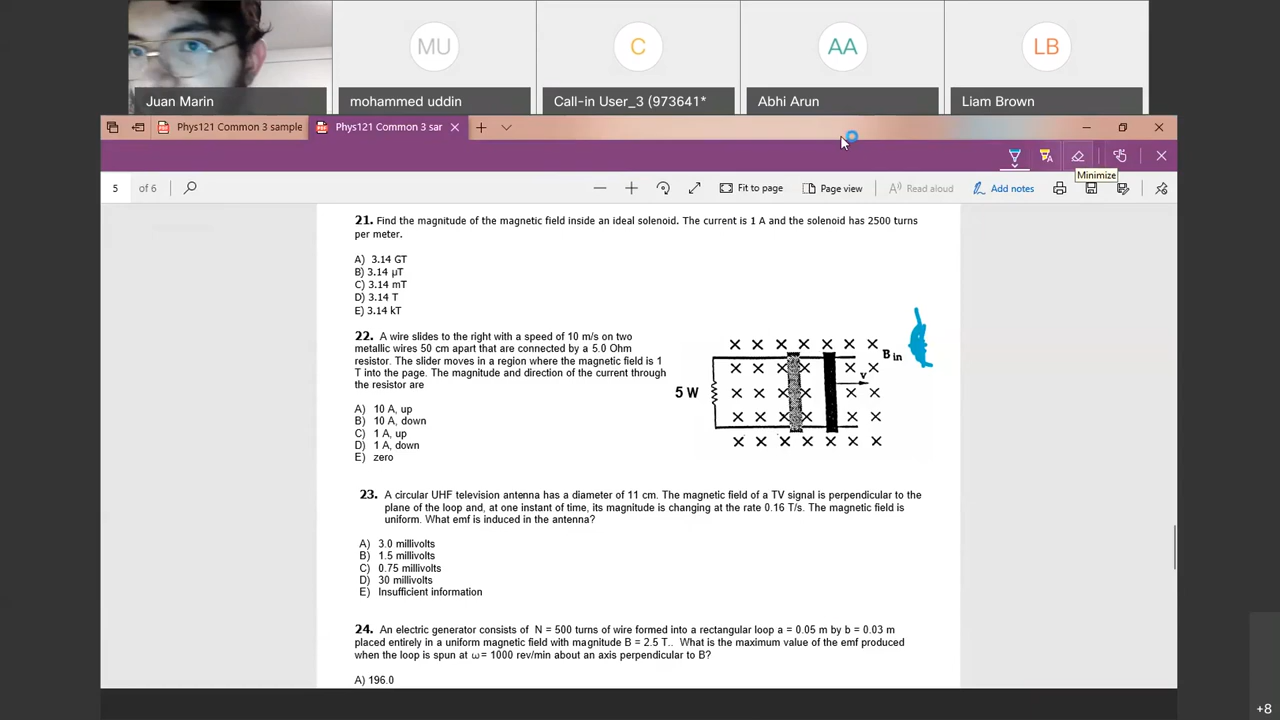 MU
C
AA
LB
Juan Marin
mohammed uddin
Call-in User_3 (973641*
Abhi Arun
Liam Brown
Phys121 Common 3 sample
Phys121 Common 3 sar
Minimize
5 of 6
Fit to page
Page view
Read aloud
Add notes
21. Find the magnitude of the magnetic field inside an ideal solenoid. The current is 1 A and the solenoid has 2500 turns
per meter.
A) 3.14 GT
B) 3.14 µT
C) 3.14 mT
D) 3.14 T
E) 3.14 kT
22. A wire slides to the right with a speed of 10 m/s on two
metallic wires 50 cm apart that are connected by a 5.0 Ohm
resistor. The slider moves in a region where the magnetic field is 1
T into the page. The magnitude and direction of the current through
the resistor are
A) 10 A, up
B) 10 A, down
C) 1 A, up
D) 1 A, down
E) zero
B in
v
5 W
23. A circular UHF television antenna has a diameter of 11 cm. The magnetic field of a TV signal is perpendicular to the
plane of the loop and, at one instant of time, its magnitude is changing at the rate 0.16 T/s. The magnetic field is
uniform. What emf is induced in the antenna?
A) 3.0 millivolts
B) 1.5 millivolts
C) 0.75 millivolts
D) 30 millivolts
E) Insufficient information
24. An electric generator consists of N = 500 turns of wire formed into a rectangular loop a = 0.05 m by b = 0.03 m
placed entirely in a uniform magnetic field with magnitude B = 2.5 T.. What is the maximum value of the emf produced
when the loop is spun at ω = 1000 rev/min about an axis perpendicular to B?
A) 196.0
+8